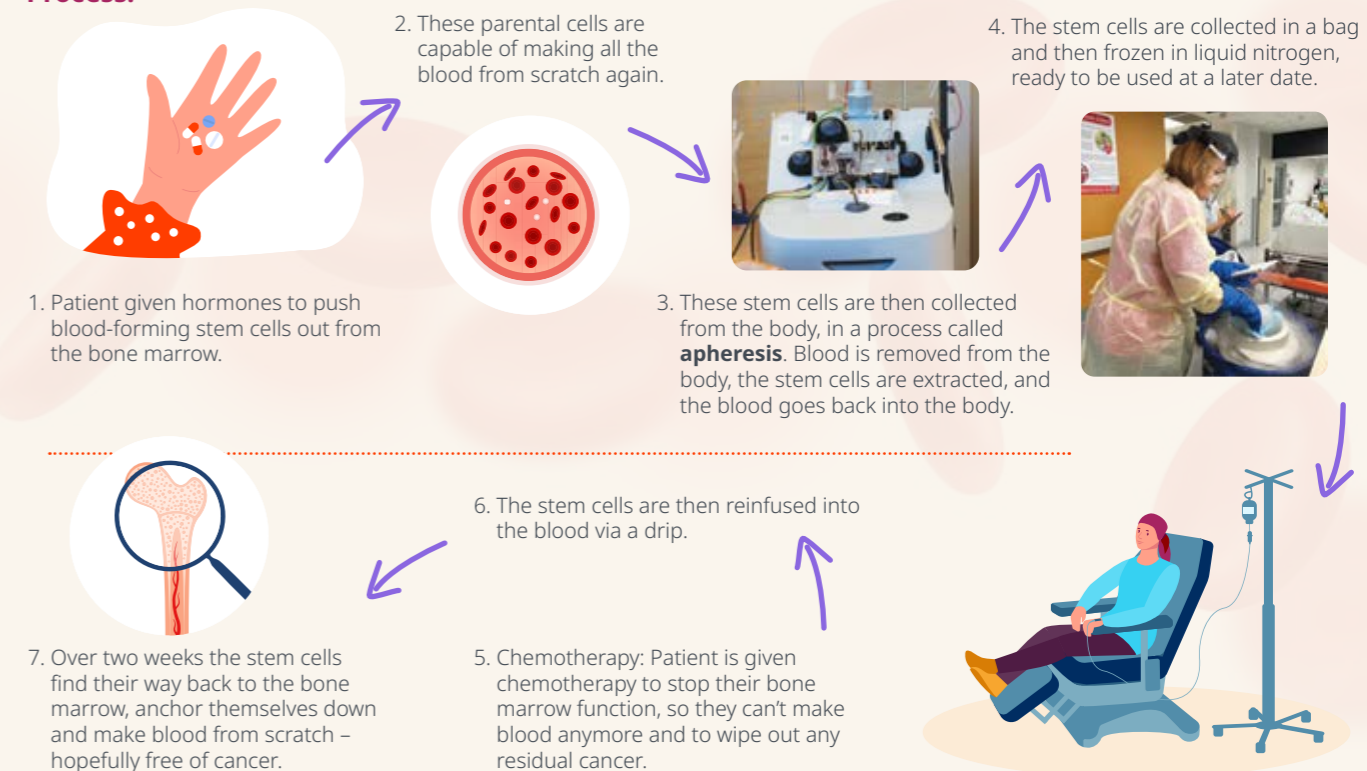 Process:
1. Patient given hormones to push
blood-forming stem cells out from
the bone marrow.
2. These parental cells are
capable of making all the
blood from scratch again.
3. These stem cells are then collected
from the body, in a process called
apheresis. Blood is removed from the
body, the stem cells are extracted, and
the blood goes back into the body.
4. The stem cells are collected in a bag
and then frozen in liquid nitrogen,
ready to be used at a later date.
5. Chemotherapy: Patient is given
chemotherapy to stop their bone
marrow function, so they can’t make
blood anymore and to wipe out any
residual cancer.
6. The stem cells are then reinfused into
the blood via a drip.
7. Over two weeks the stem cells
find their way back to the bone
marrow, anchor themselves down
and make blood from scratch –
hopefully free of cancer.